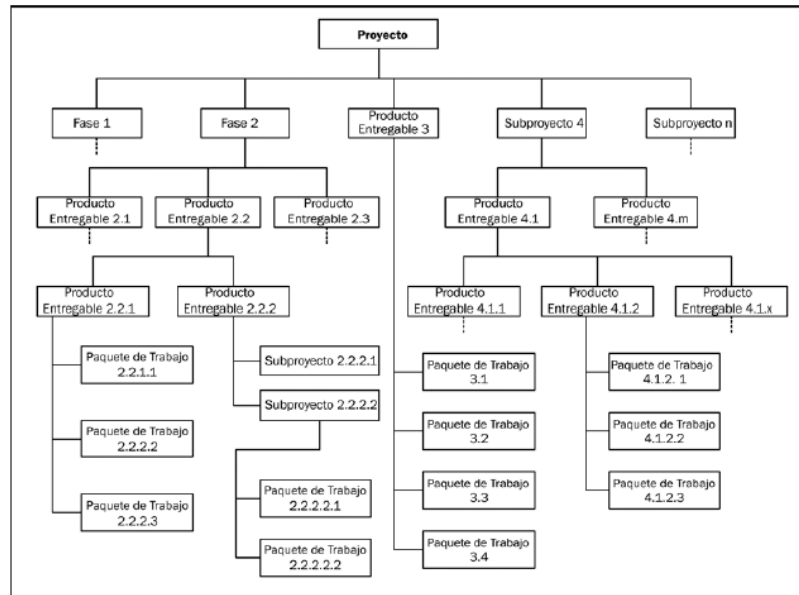 Proyecto
Fase 1
Fase 2
Producto
Entregable 3
Subproyecto 4
Subproyecto n
Producto
Entregable 2.1
Producto
Entregable 2.2
Producto
Entregable 2.3
Producto
Entregable 4.1
Producto
Entregable 4.m
Producto
Entregable 2.2.1
Producto
Entregable 2.2.2
Producto
Entregable 4.1.1
Producto
Entregable 4.1.2
Producto
Entregable 4.1.x
Paquete de Trabajo
2.2.1.1
Paquete de Trabajo
2.2.2.2
Paquete de Trabajo
2.2.2.3
Subproyecto 2.2.2.1
Subproyecto 2.2.2.2
Paquete de Trabajo
2.2.2.2.1
Paquete de Trabajo
2.2.2.2.2
Paquete de Trabajo
3.1
Paquete de Trabajo
3.2
Paquete de Trabajo
3.3
Paquete de Trabajo
3.4
Paquete de Trabajo
4.1.2. 1
Paquete de Trabajo
4.1.2.2
Paquete de Trabajo
4.1.2.3